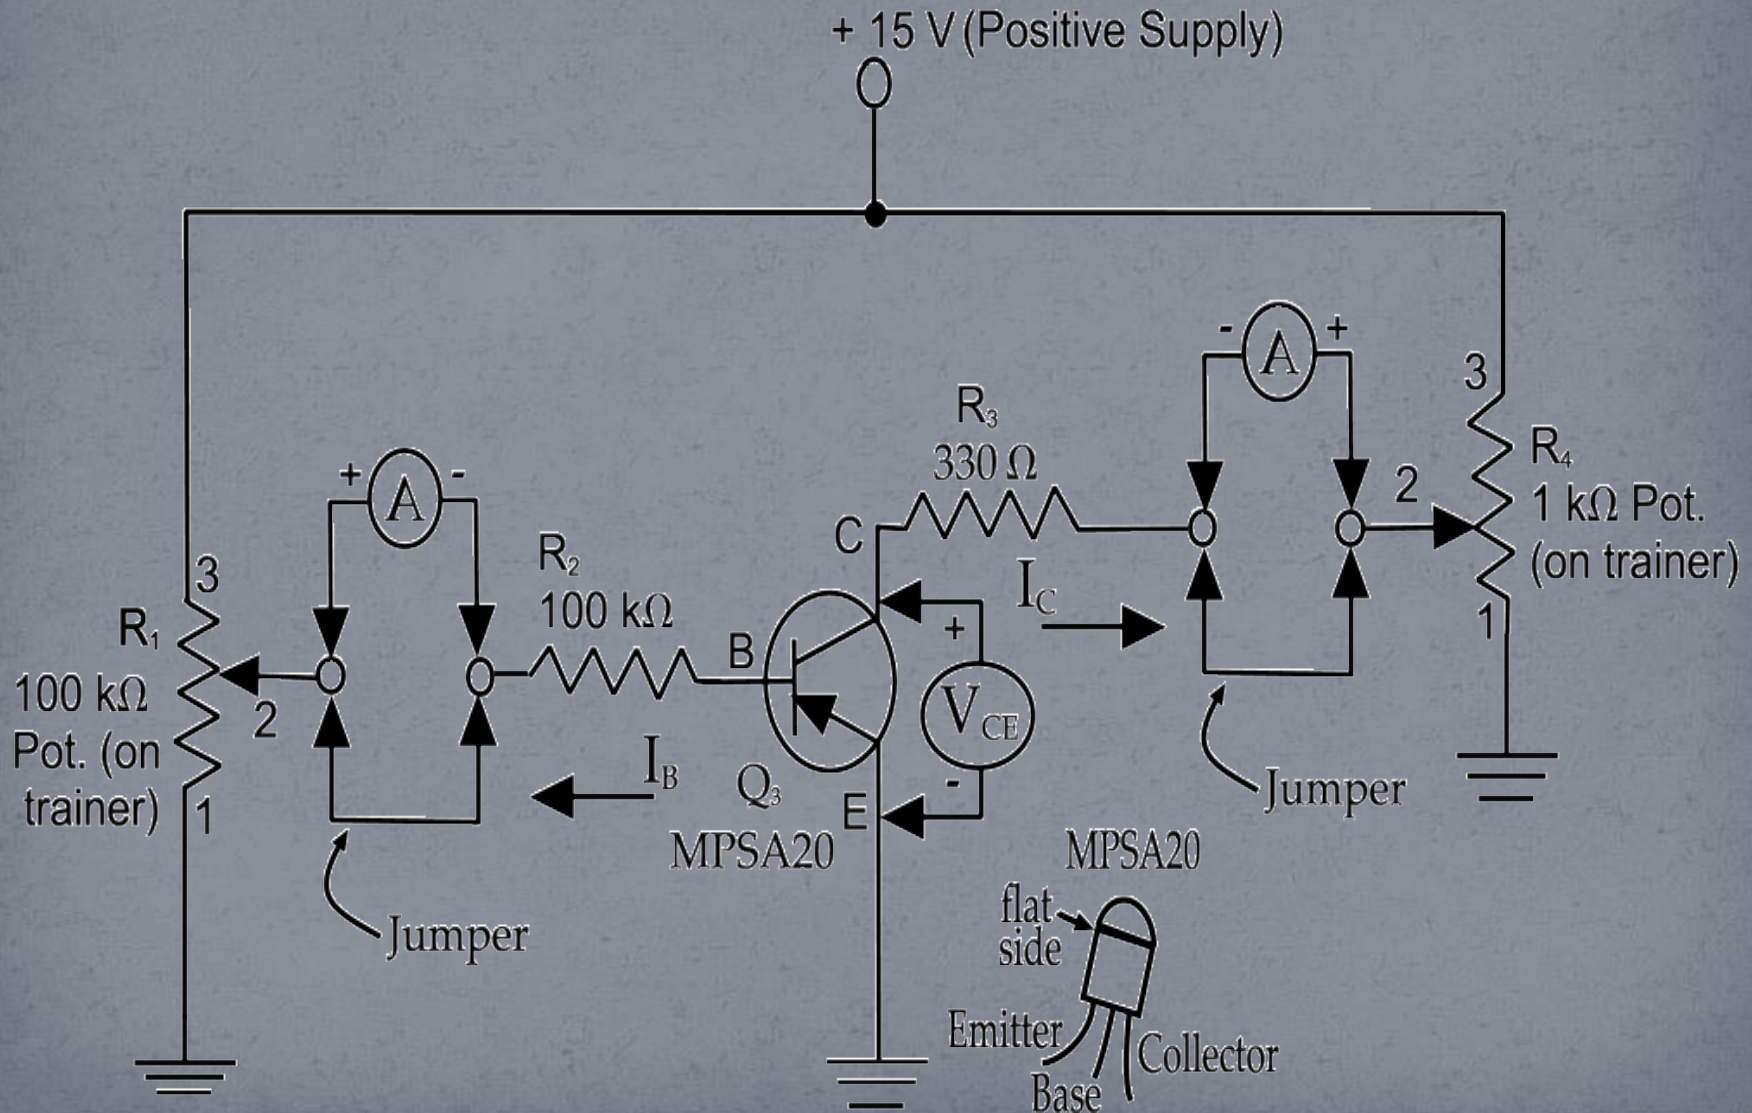 + 15 V (Positive Supply)
- A +
3
R3
330 Ω
R4
1 kΩ Pot.
(on trainer)
2
1
+ A -
R2
100 kΩ
C
IC
3
R1
100 kΩ
Pot. (on
trainer)
2
1
B
+
VCE
-
IB
Q3
MPSA20
E
Jumper
Jumper
MPSA20
flat
side
Emitter
Base
Collector